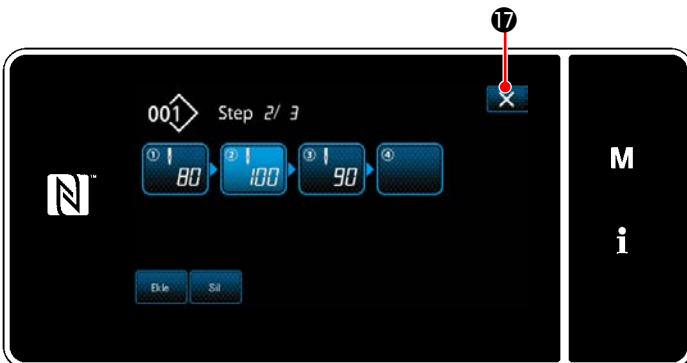 ⓱
001 Step 2/ 3
① 80 ② 100 ③ 90 ④
M
i
Ekle Sil